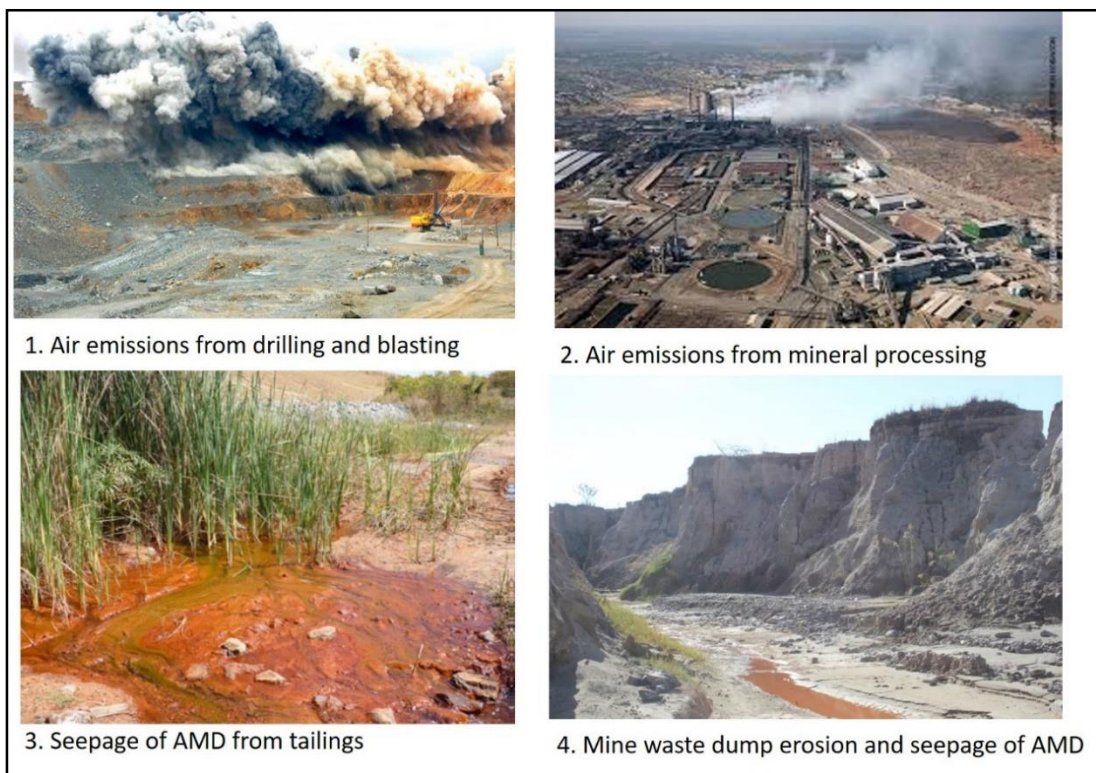 1. Air emissions from drilling and blasting
2. Air emissions from mineral processing
3. Seepage of AMD from tailings
4. Mine waste dump erosion and seepage of AMD